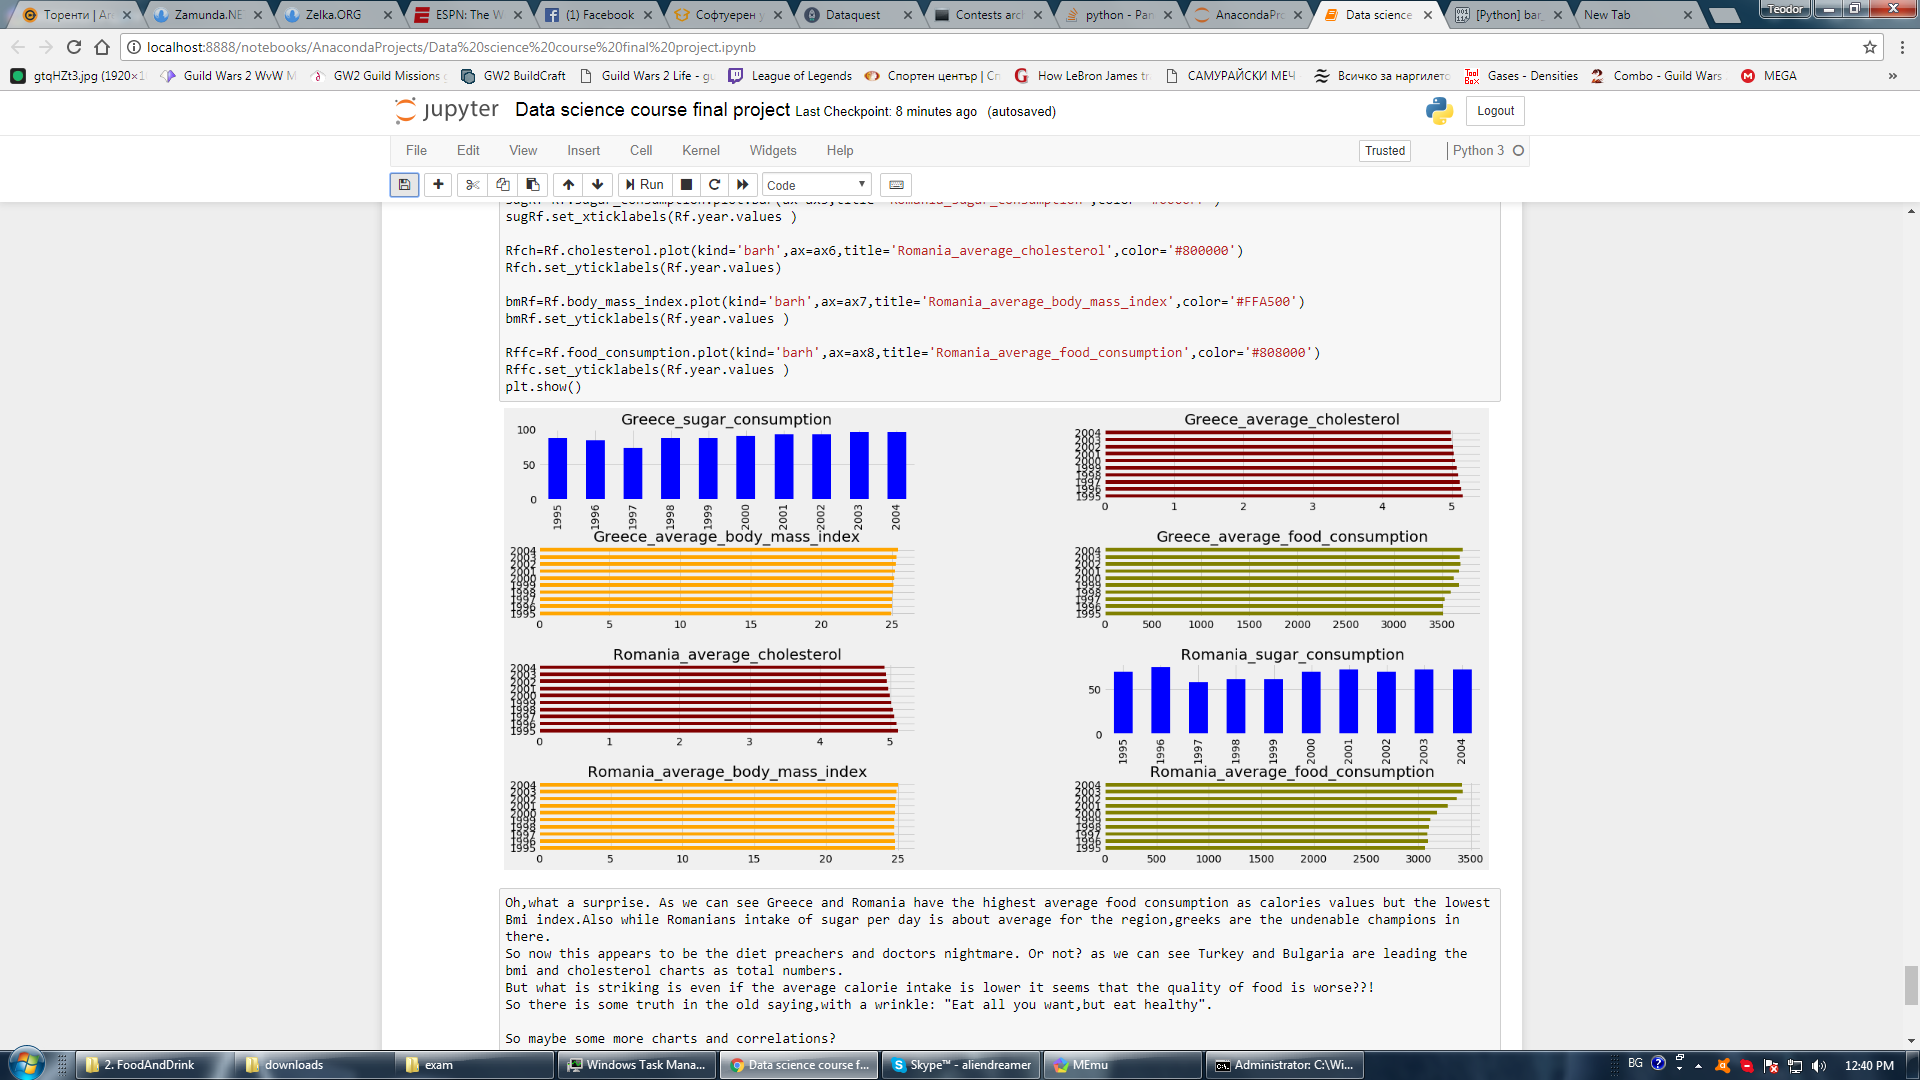 Торенти | Ar
Zamunda.NE
Zelka.ORG
ESPN: The W
(1) Facebook
Софтуерен у
Dataquest
Contests arc
python - Pan
AnacondaPro
Data science
[Python] bar
New Tab
Teodor
localhost:8888/notebooks/AnacondaProjects/Data%20science%20course%20final%20project.ipynb
gtqHZt3.jpg (1920×1
Guild Wars 2 WvW M
GW2 Guild Missions
GW2 BuildCraft
Guild Wars 2 Life - gu
League of Legends
Спортен център | Сп
How LeBron James tr
САМУРАЙСКИ МЕЧ
Всичко за наргилето
Gases - Densities
Combo - Guild Wars
MEGA
»
jupyter Data science course final project Last Checkpoint: 8 minutes ago (autosaved)
Logout
File Edit View Insert Cell Kernel Widgets Help
Trusted
Python 3
Run
Code
sugRf.set_xticklabels(Rf.year.values )
Rfch=Rf.cholesterol.plot(kind='barh',ax=ax6,title='Romania_average_cholesterol',color='#800000')
Rfch.set_yticklabels(Rf.year.values)
bmRf=Rf.body_mass_index.plot(kind='barh',ax=ax7,title='Romania_average_body_mass_index',color='#FFA500')
bmRf.set_yticklabels(Rf.year.values )
Rffc=Rf.food_consumption.plot(kind='barh',ax=ax8,title='Romania_average_food_consumption',color='#808000')
Rffc.set_yticklabels(Rf.year.values )
plt.show()
Greece_sugar_consumption
100
50
0
1995 1996 1997 1998 1999 2000 2001 2002 2003 2004
Greece_average_cholesterol
2004
2003
2002
2001
2000
1999
1998
1997
1996
1995
0 1 2 3 4 5
Greece_average_body_mass_index
2004
2003
2002
2001
2000
1999
1998
1997
1996
1995
0 5 10 15 20 25
Greece_average_food_consumption
2004
2003
2002
2001
2000
1999
1998
1997
1996
1995
0 500 1000 1500 2000 2500 3000 3500
Romania_average_cholesterol
2004
2003
2002
2001
2000
1999
1998
1997
1996
1995
0 1 2 3 4 5
Romania_sugar_consumption
50
0
1995 1996 1997 1998 1999 2000 2001 2002 2003 2004
Romania_average_body_mass_index
2004
2003
2002
2001
2000
1999
1998
1997
1996
1995
0 5 10 15 20 25
Romania_average_food_consumption
2004
2003
2002
2001
2000
1999
1998
1997
1996
1995
0 500 1000 1500 2000 2500 3000 3500
Oh,what a surprise. As we can see Greece and Romania have the highest average food consumption as calories values but the lowest
Bmi index.Also while Romanians intake of sugar per day is about average for the region,greeks are the undenable champions in
there.
So now this appears to be the diet preachers and doctors nightmare. Or not? as we can see Turkey and Bulgaria are leading the
bmi and cholesterol charts as total numbers.
But what is striking is even if the average calorie intake is lower it seems that the quality of food is worse??!
So there is some truth in the old saying,with a wrinkle: "Eat all you want,but eat healthy".
So maybe some more charts and correlations?
2. FoodAndDrink
downloads
exam
Windows Task Mana...
Data science course f...
Skype™ - aliendreamer
MEmu
Administrator: C:\Wi...
BG
12:40 PM